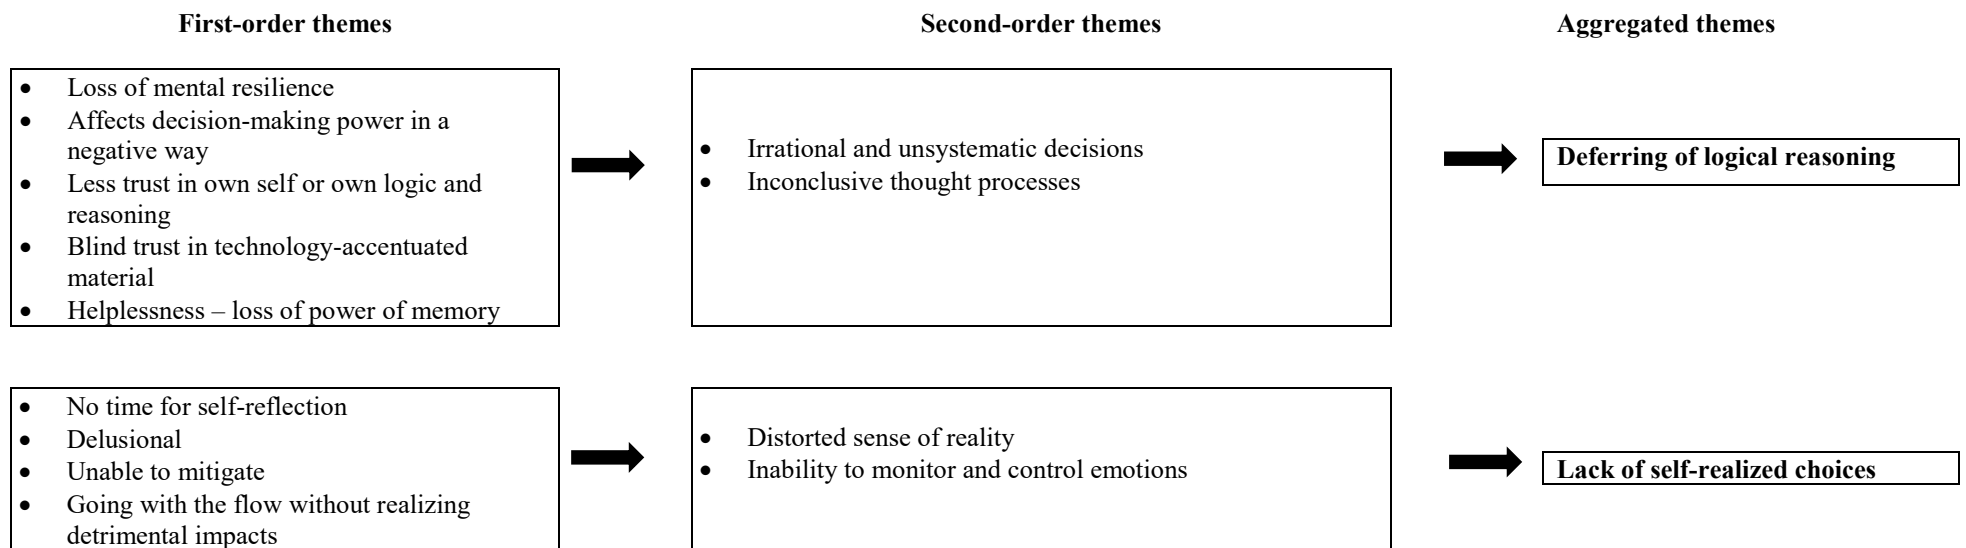 First-order themes
Second-order themes
Aggregated themes
• Loss of mental resilience
• Affects decision-making power in a
negative way
• Less trust in own self or own logic and
reasoning
• Blind trust in technology-accentuated
material
• Helplessness – loss of power of memory
• Irrational and unsystematic decisions
• Inconclusive thought processes
Deferring of logical reasoning
• No time for self-reflection
• Delusional
• Unable to mitigate
• Going with the flow without realizing
detrimental impacts
• Distorted sense of reality
• Inability to monitor and control emotions
Lack of self-realized choices